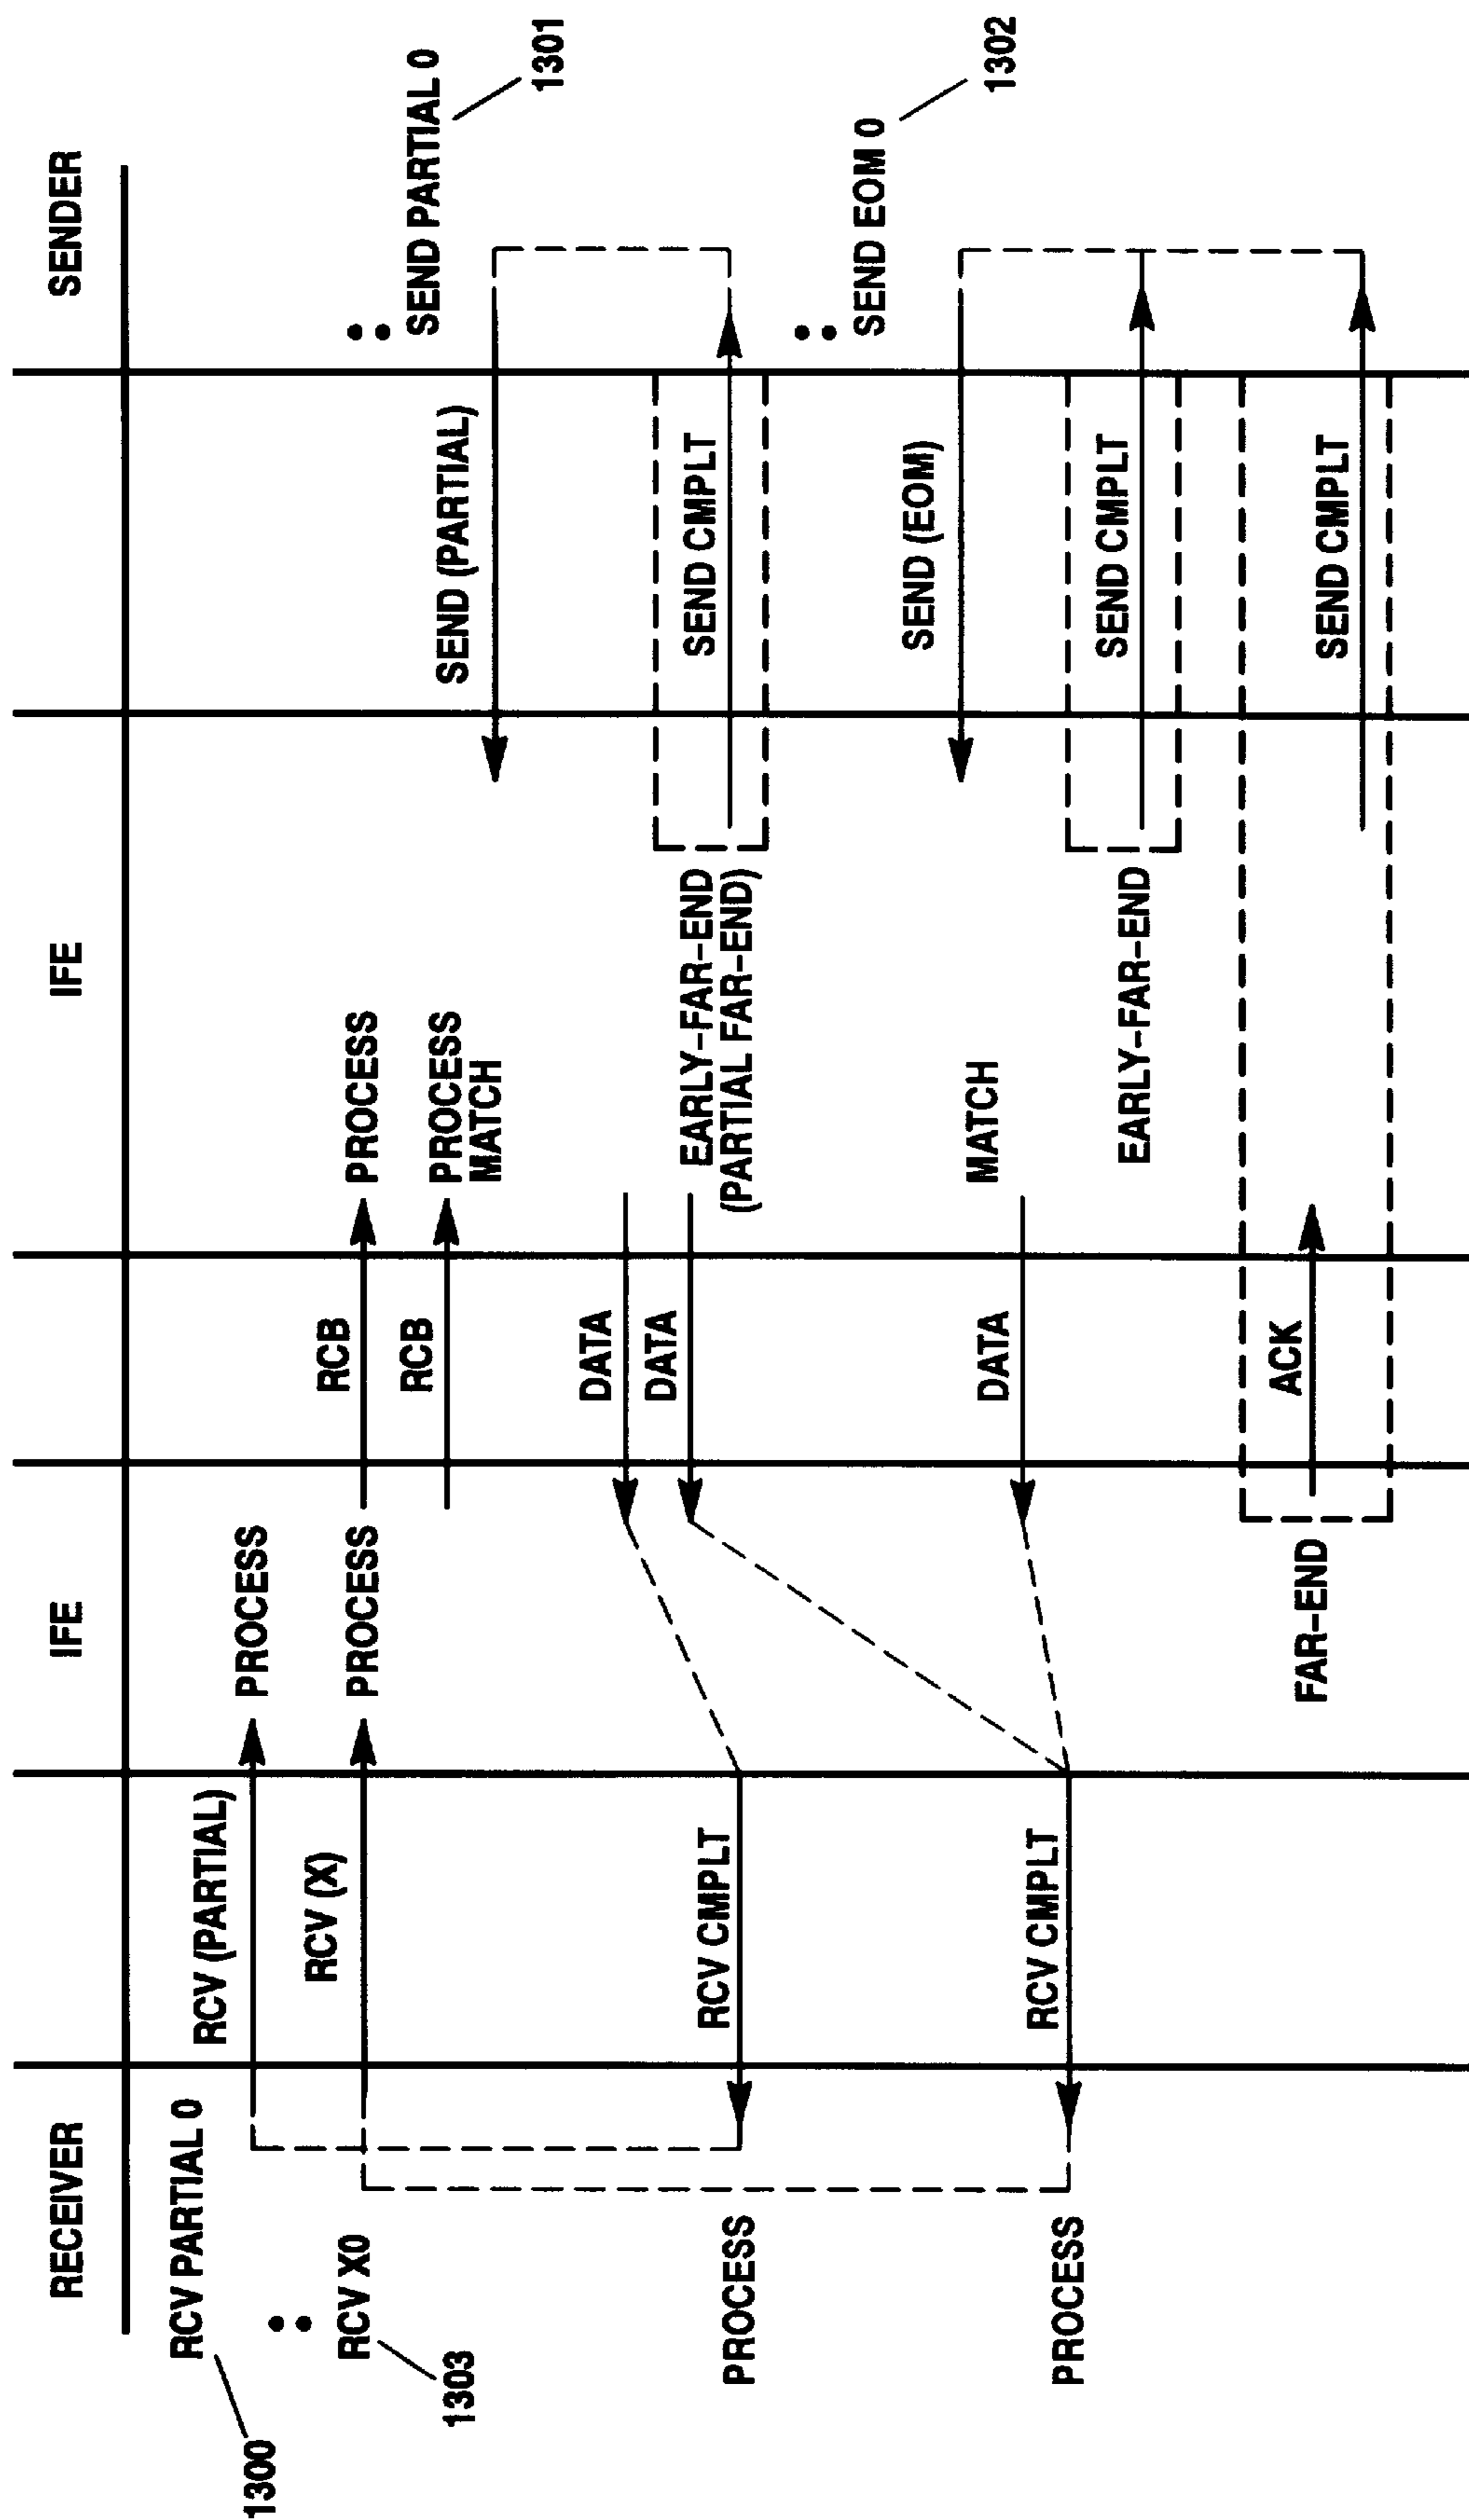 RECEIVER
IFE
IFE
SENDER
RCV PARTIAL 0
1300
RCV (PARTIAL)
PROCESS
RCV X0
1303
RCV (X)
PROCESS
RCB
PROCESS
RCB
PROCESS
MATCH
SEND PARTIAL 0
1301
SEND (PARTIAL)
DATA
DATA
EARLY-FAR-END
(PARTIAL FAR-END)
SEND CMPLT
RCV CMPLT
PROCESS
SEND EOM 0
1302
SEND (EOM)
MATCH
DATA
RCV CMPLT
PROCESS
EARLY-FAR-END
SEND CMPLT
FAR-END
ACK
SEND CMPLT